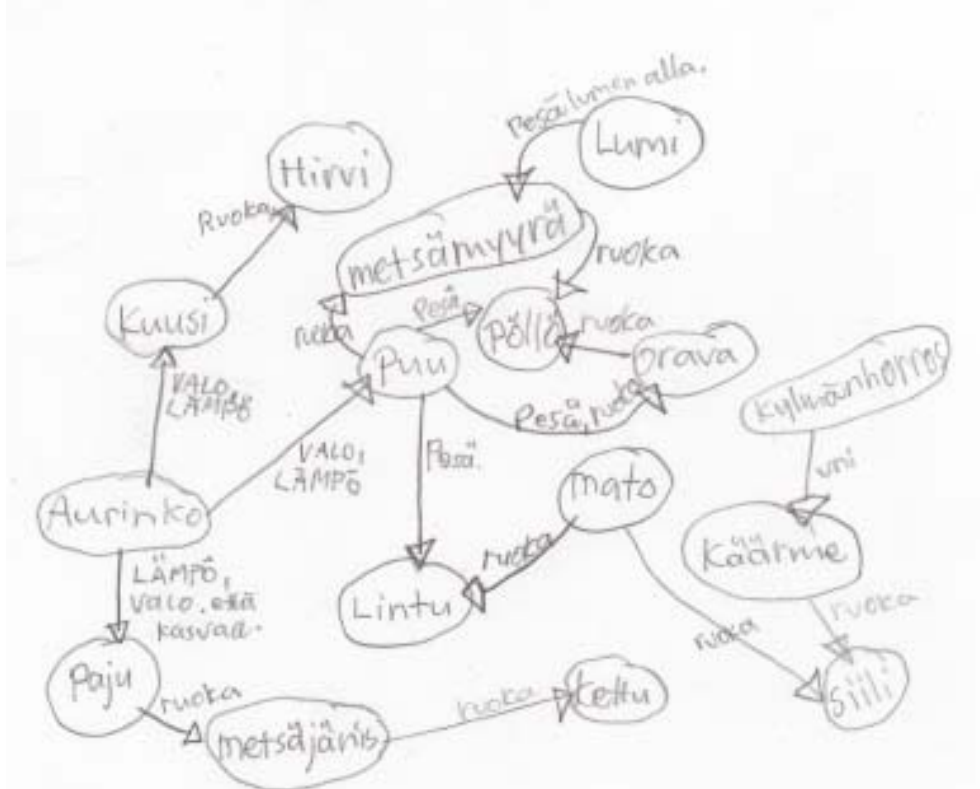 Pesä lumen alla.
Lumi
Hirvi
Ruoka
metsämyyrä
ruoka
Kuusi
ruoka
Pesä
Pöllö
ruoka
orava
Puu
kylmänhorros
VALO,
LÄMPÖ
Pesä, ruoka
VALO,
LÄMPÖ
Pesä.
uni
mato
Aurinko
Käärme
ruoka
LÄMPÖ,
VALO, että
kasvaa.
Lintu
ruoka
ruoka
Paju
ruoka
ruoka
Kettu
Siili
metsäjänis